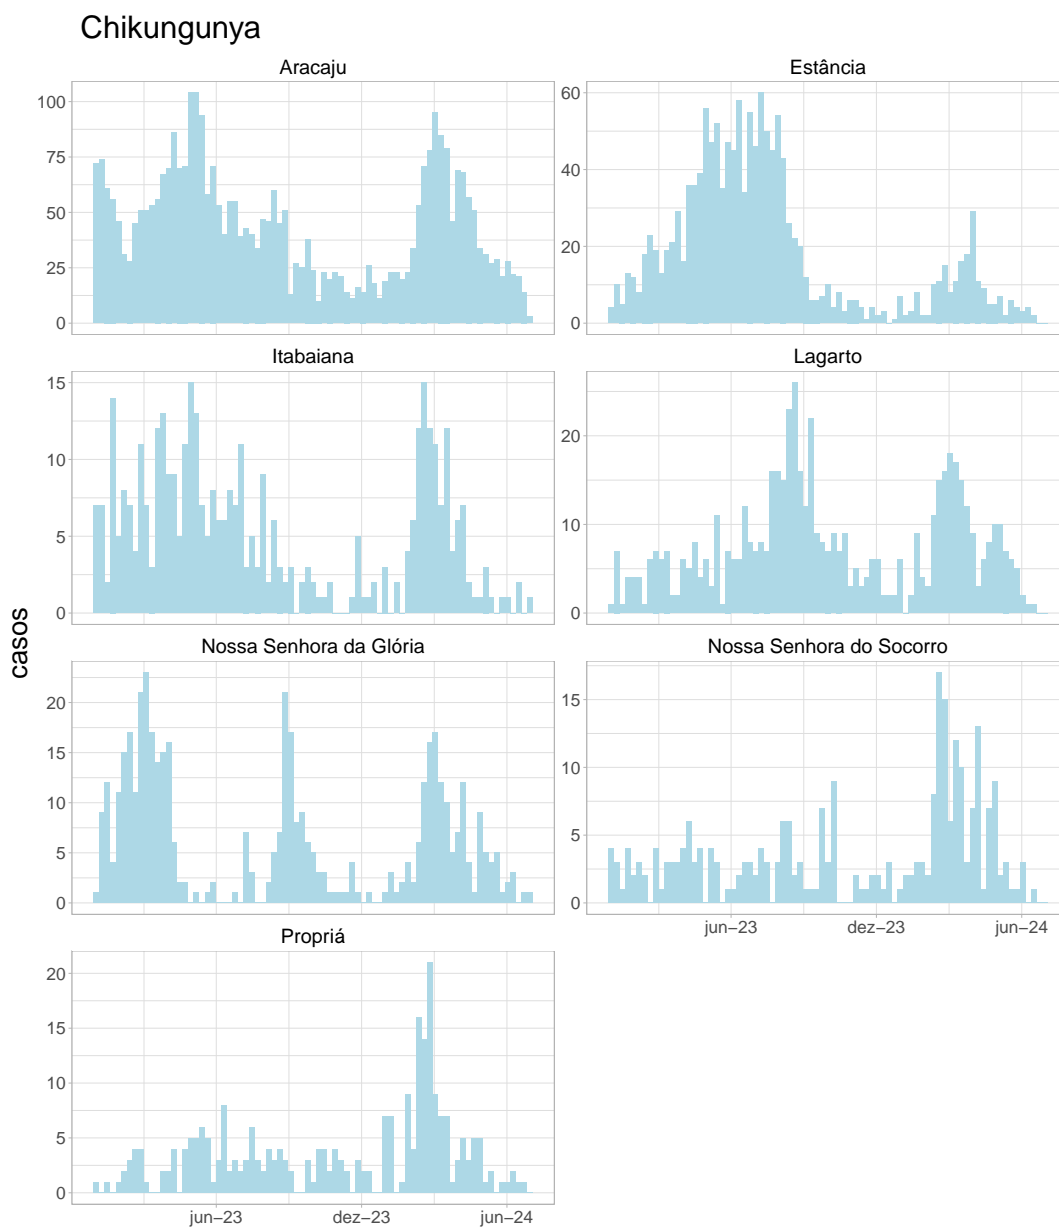 Chikungunya
Aracaju
Estância
100
75
50
25
0
60
40
20
0
Itabaiana
Lagarto
15
10
5
0
20
10
0
casos
Nossa Senhora da Glória
Nossa Senhora do Socorro
20
15
10
5
0
15
10
5
0
jun−23
dez−23
jun−24
Propriá
20
15
10
5
0
jun−23
dez−23
jun−24